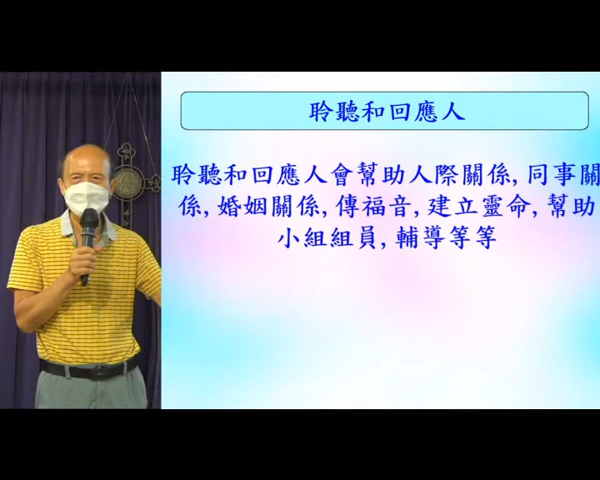 聆聽和回應人
聆聽和回應人會幫助人際關係, 同事關
係, 婚姻關係, 傳福音, 建立靈命, 幫助
小組組員, 輔導等等